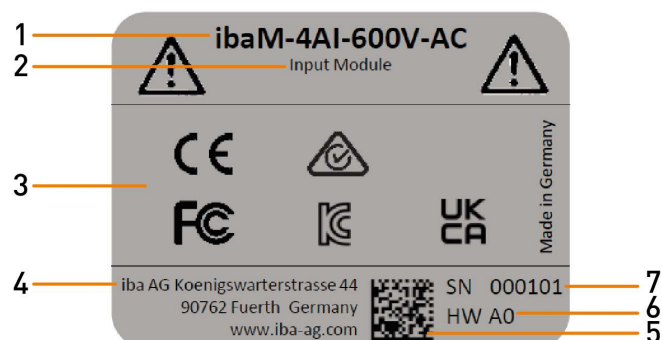 1
ibaM-4AI-600V-AC
2
Input Module
3
CE
FC
KC
UK
CA
Made in Germany
4
iba AG Koenigswarterstrasse 44
90762 Fuerth Germany
www.iba-ag.com
SN 000101
7
HW A0
6
5